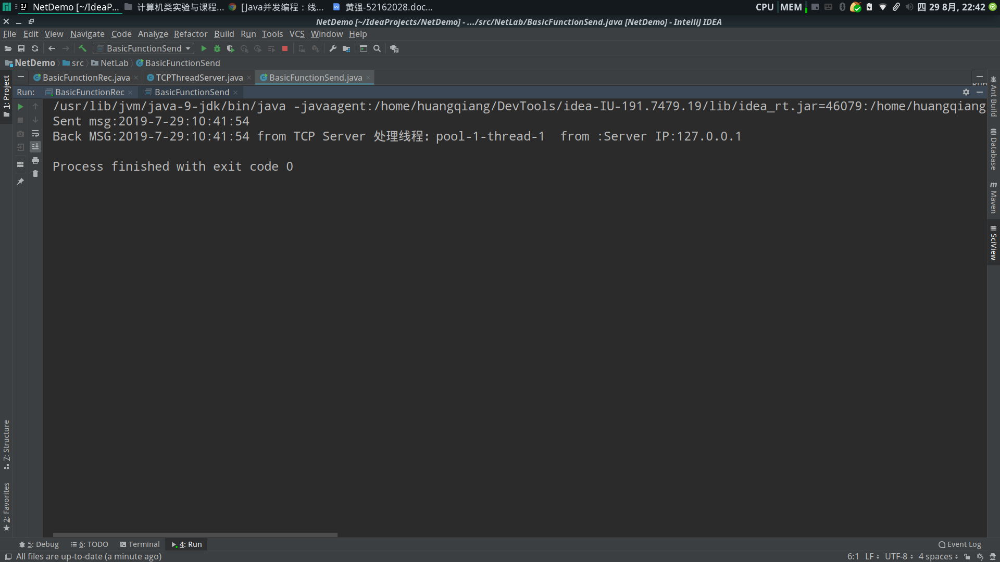 NetDemo [~/IdeaP...
计算机类实验与课程...
[Java并发编程：线...
黄强-52162028.doc...
CPU MEM 四 29 8月, 22:42
NetDemo [~/IdeaProjects/NetDemo] - .../src/NetLab/BasicFunctionSend.java [NetDemo] - IntelliJ IDEA
File Edit View Navigate Code Analyze Refactor Build Run Tools VCS Window Help
BasicFunctionSend
NetDemo src NetLab BasicFunctionSend
BasicFunctionRec.java TCPThreadServer.java BasicFunctionSend.java
Run: BasicFunctionRec BasicFunctionSend
/usr/lib/jvm/java-9-jdk/bin/java -javaagent:/home/huangqiang/DevTools/idea-IU-191.7479.19/lib/idea_rt.jar=46079:/home/huangqiang
Sent msg:2019-7-29:10:41:54
Back MSG:2019-7-29:10:41:54 from TCP Server 处理线程：pool-1-thread-1  from :Server IP:127.0.0.1
Process finished with exit code 0
1: Project
7: Structure
2: Favorites
Ant Build
Database
m Maven
SciView
5: Debug 6: TODO Terminal 4: Run Event Log
All files are up-to-date (a minute ago) 6:1 LF UTF-8 4 spaces